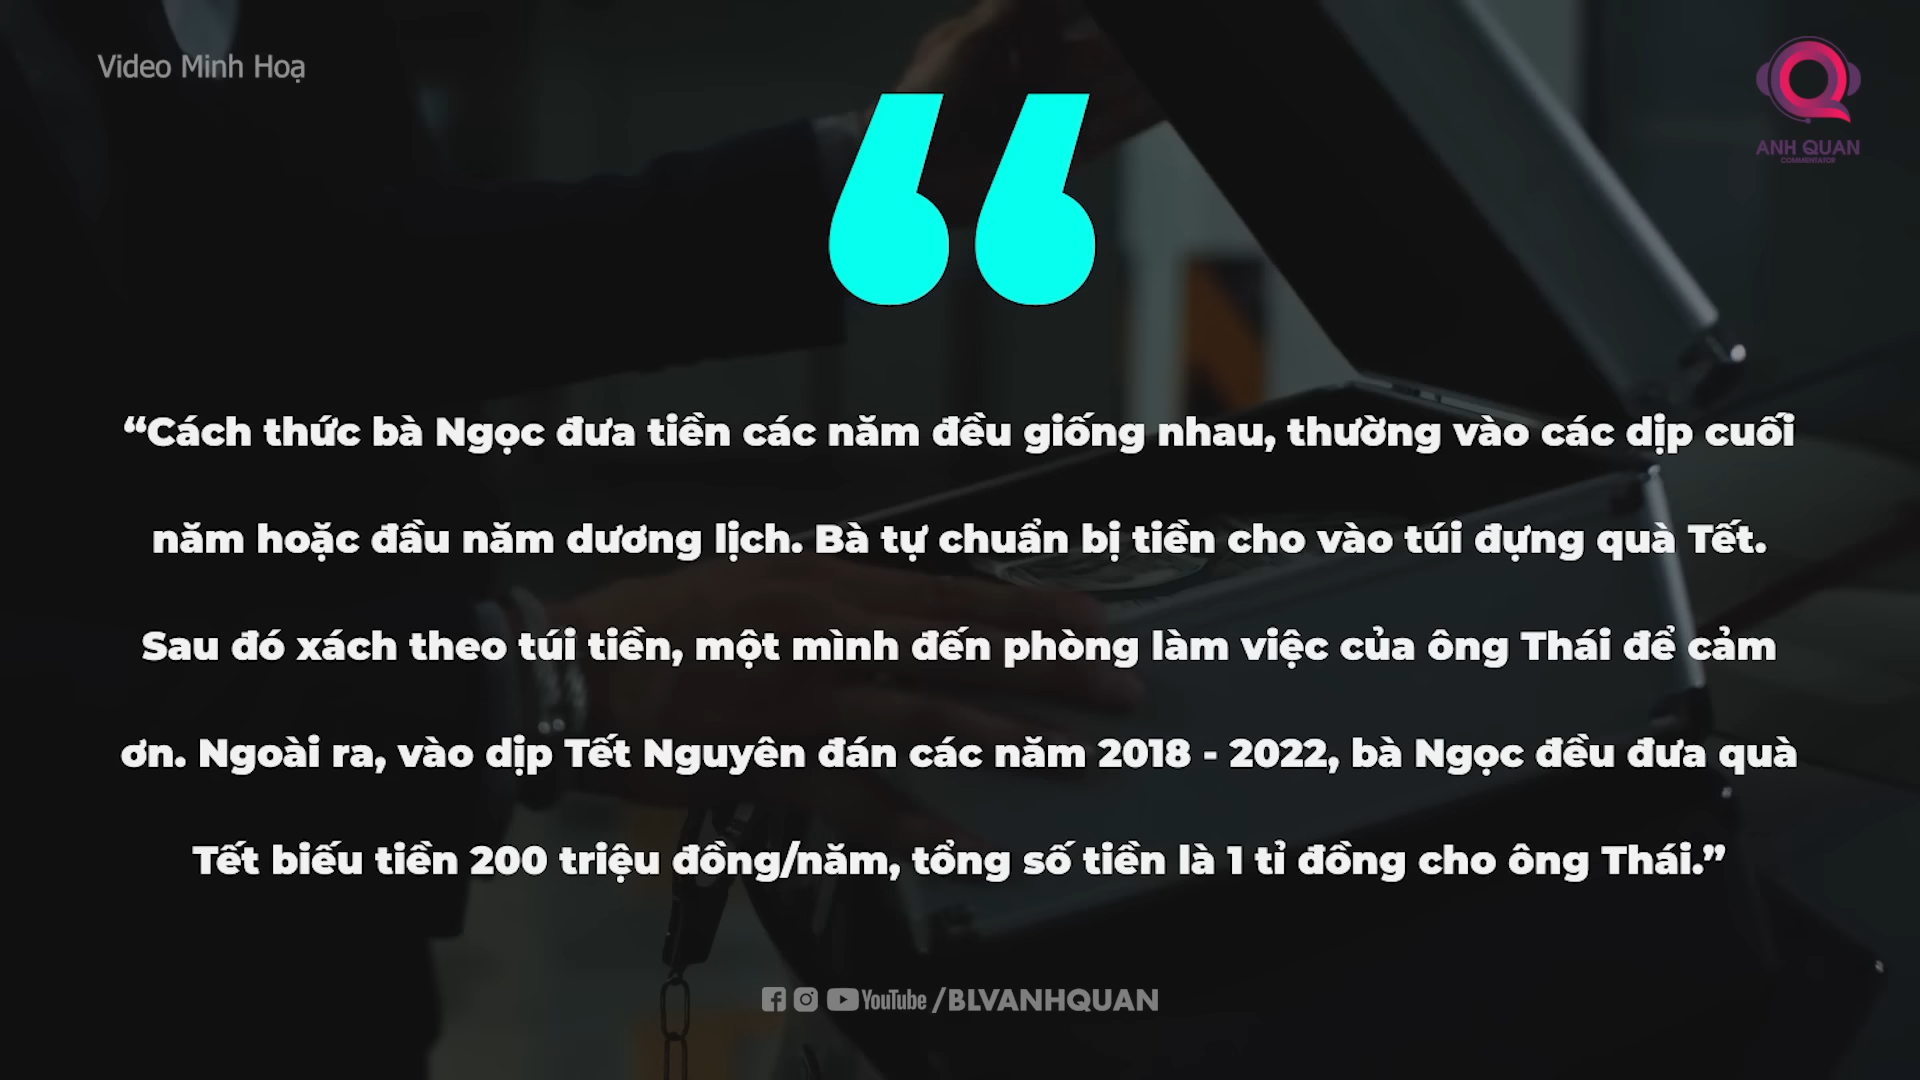 Video Minh Hoạ
ANH QUAN
COMMENTATOR
“Cách thức bà Ngọc đưa tiền các năm đều giống nhau, thường vào các dịp cuối
năm hoặc đầu năm dương lịch. Bà tự chuẩn bị tiền cho vào túi đựng quà Tết.
Sau đó xách theo túi tiền, một mình đến phòng làm việc của ông Thái để cảm
ơn. Ngoài ra, vào dịp Tết Nguyên đán các năm 2018 - 2022, bà Ngọc đều đưa quà
Tết biếu tiền 200 triệu đồng/năm, tổng số tiền là 1 tỉ đồng cho ông Thái.”
YouTube /BLVANHQUAN